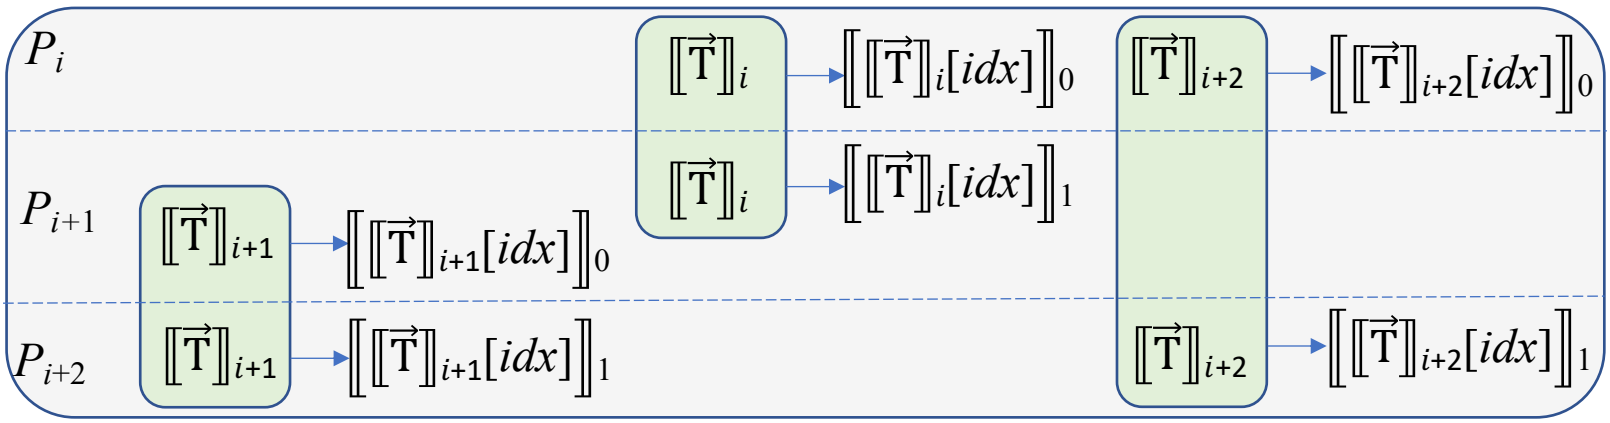 P_i ⟦T⃗⟧_i ⟦⟦T⃗⟧_i[idx]⟧_0 ⟦T⃗⟧_{i+2} ⟦⟦T⃗⟧_{i+2}[idx]⟧_0
P_{i+1} ⟦T⃗⟧_i ⟦⟦T⃗⟧_i[idx]⟧_1
⟦T⃗⟧_{i+1} ⟦⟦T⃗⟧_{i+1}[idx]⟧_0
P_{i+2} ⟦T⃗⟧_{i+1} ⟦⟦T⃗⟧_{i+1}[idx]⟧_1 ⟦T⃗⟧_{i+2} ⟦⟦T⃗⟧_{i+2}[idx]⟧_1